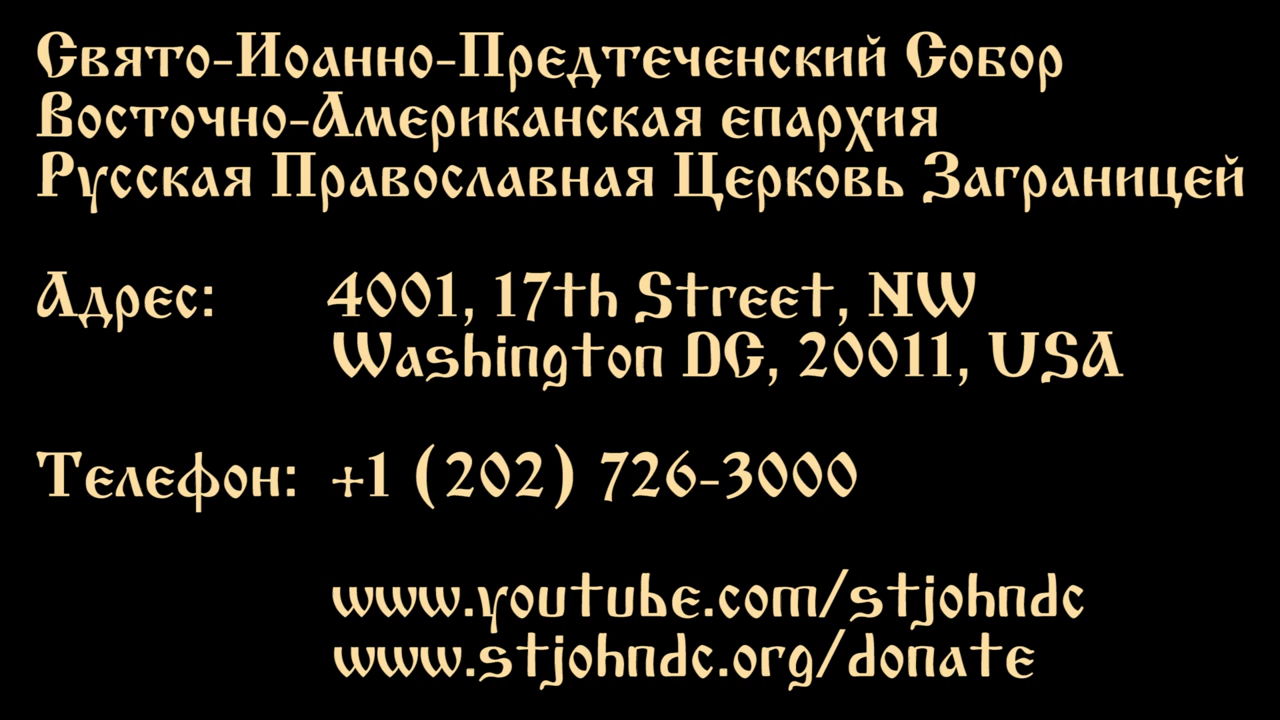 Свято-Иоанно-Предтеченский Собор
Восточно-Американская епархия
Русская Православная Церковь Заграницей
Адрес: 4001, 17th Street, NW
Washington DC, 20011, USA
Телефон: +1 (202) 726-3000
www.youtube.com/stjohndc
www.stjohndc.org/donate